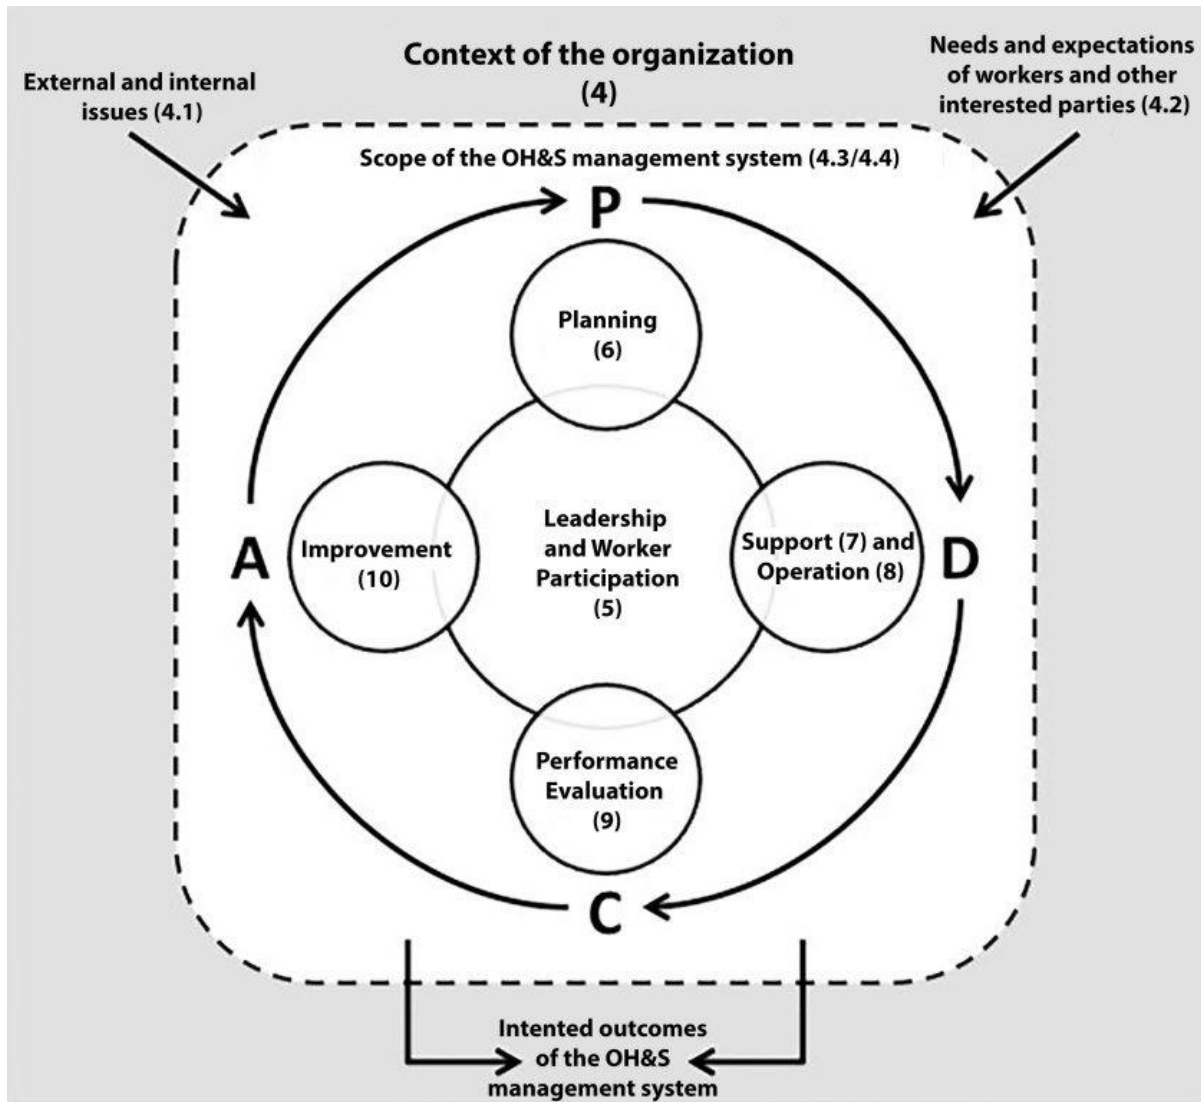 Context of the organization
(4)
External and internal
issues (4.1)
Needs and expectations
of workers and other
interested parties (4.2)
Scope of the OH&S management system (4.3/4.4)
P
Planning
(6)
A
Improvement
(10)
Leadership
and Worker
Participation
(5)
Support (7) and
Operation (8)
D
Performance
Evaluation
(9)
C
Intented outcomes
of the OH&S
management system